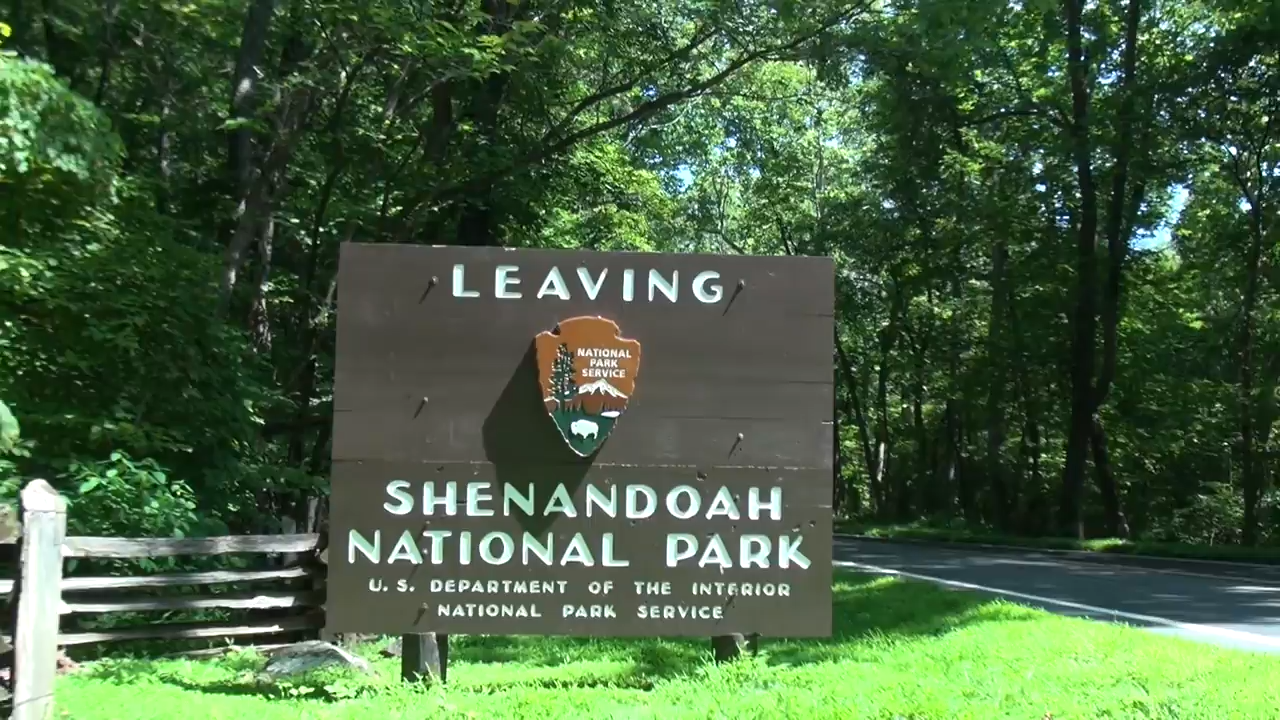 LEAVING
NATIONAL
PARK
SERVICE
SHENANDOAH
NATIONAL PARK
U.S. DEPARTMENT OF THE INTERIOR
NATIONAL PARK SERVICE